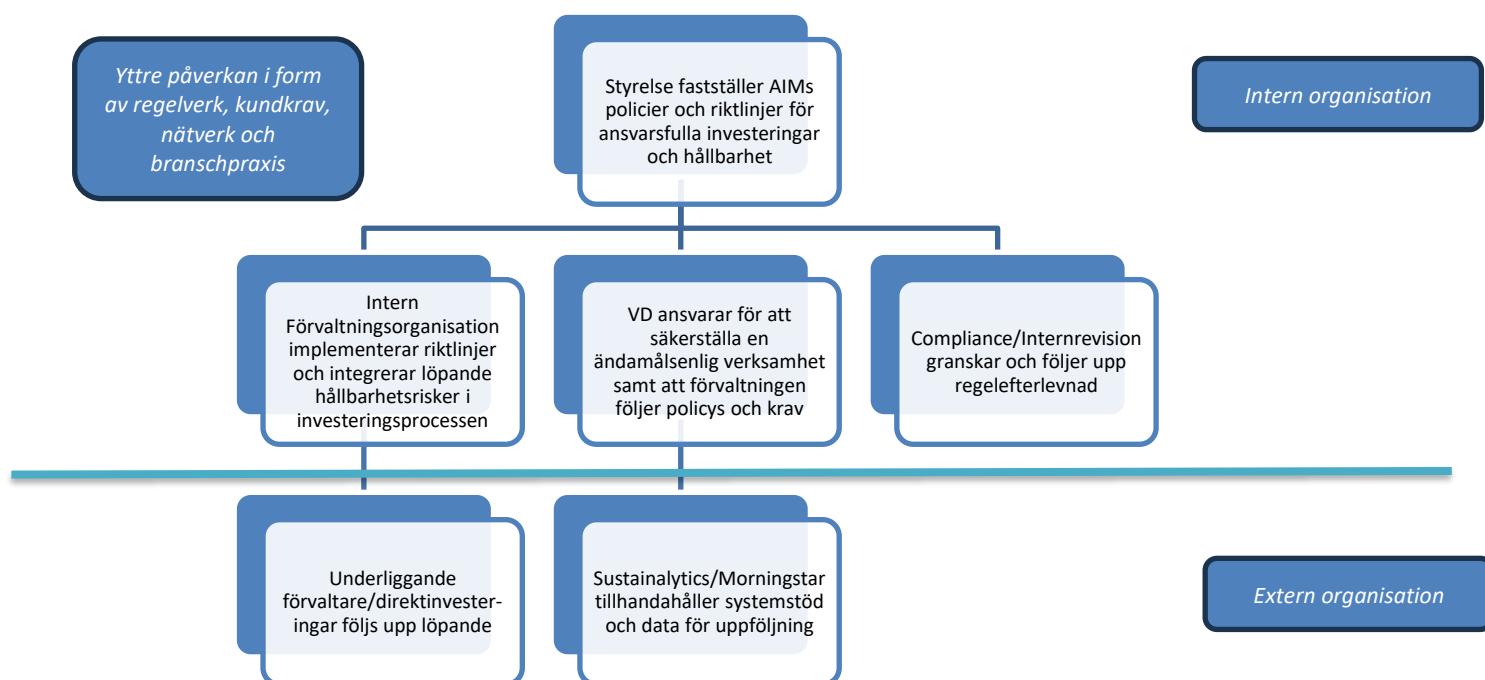 Yttre påverkan i form
av regelverk, kundkrav,
nätverk och
branschpraxis
Styrelse fastställer AIMs
policier och riktlinjer för
ansvarsfulla investeringar
och hållbarhet
Intern organisation
Intern
Förvaltningsorganisation
implementerar riktlinjer
och integrerar löpande
hållbarhetsrisker i
investeringsprocessen
VD ansvarar för att
säkerställa en
ändamålsenlig verksamhet
samt att förvaltningen
följer policys och krav
Compliance/Internrevision
granskar och följer upp
regelefterlevnad
Underliggande
förvaltare/direktinvester-
ingar följs upp löpande
Sustainalytics/Morningstar
tillhandahåller systemstöd
och data för uppföljning
Extern organisation